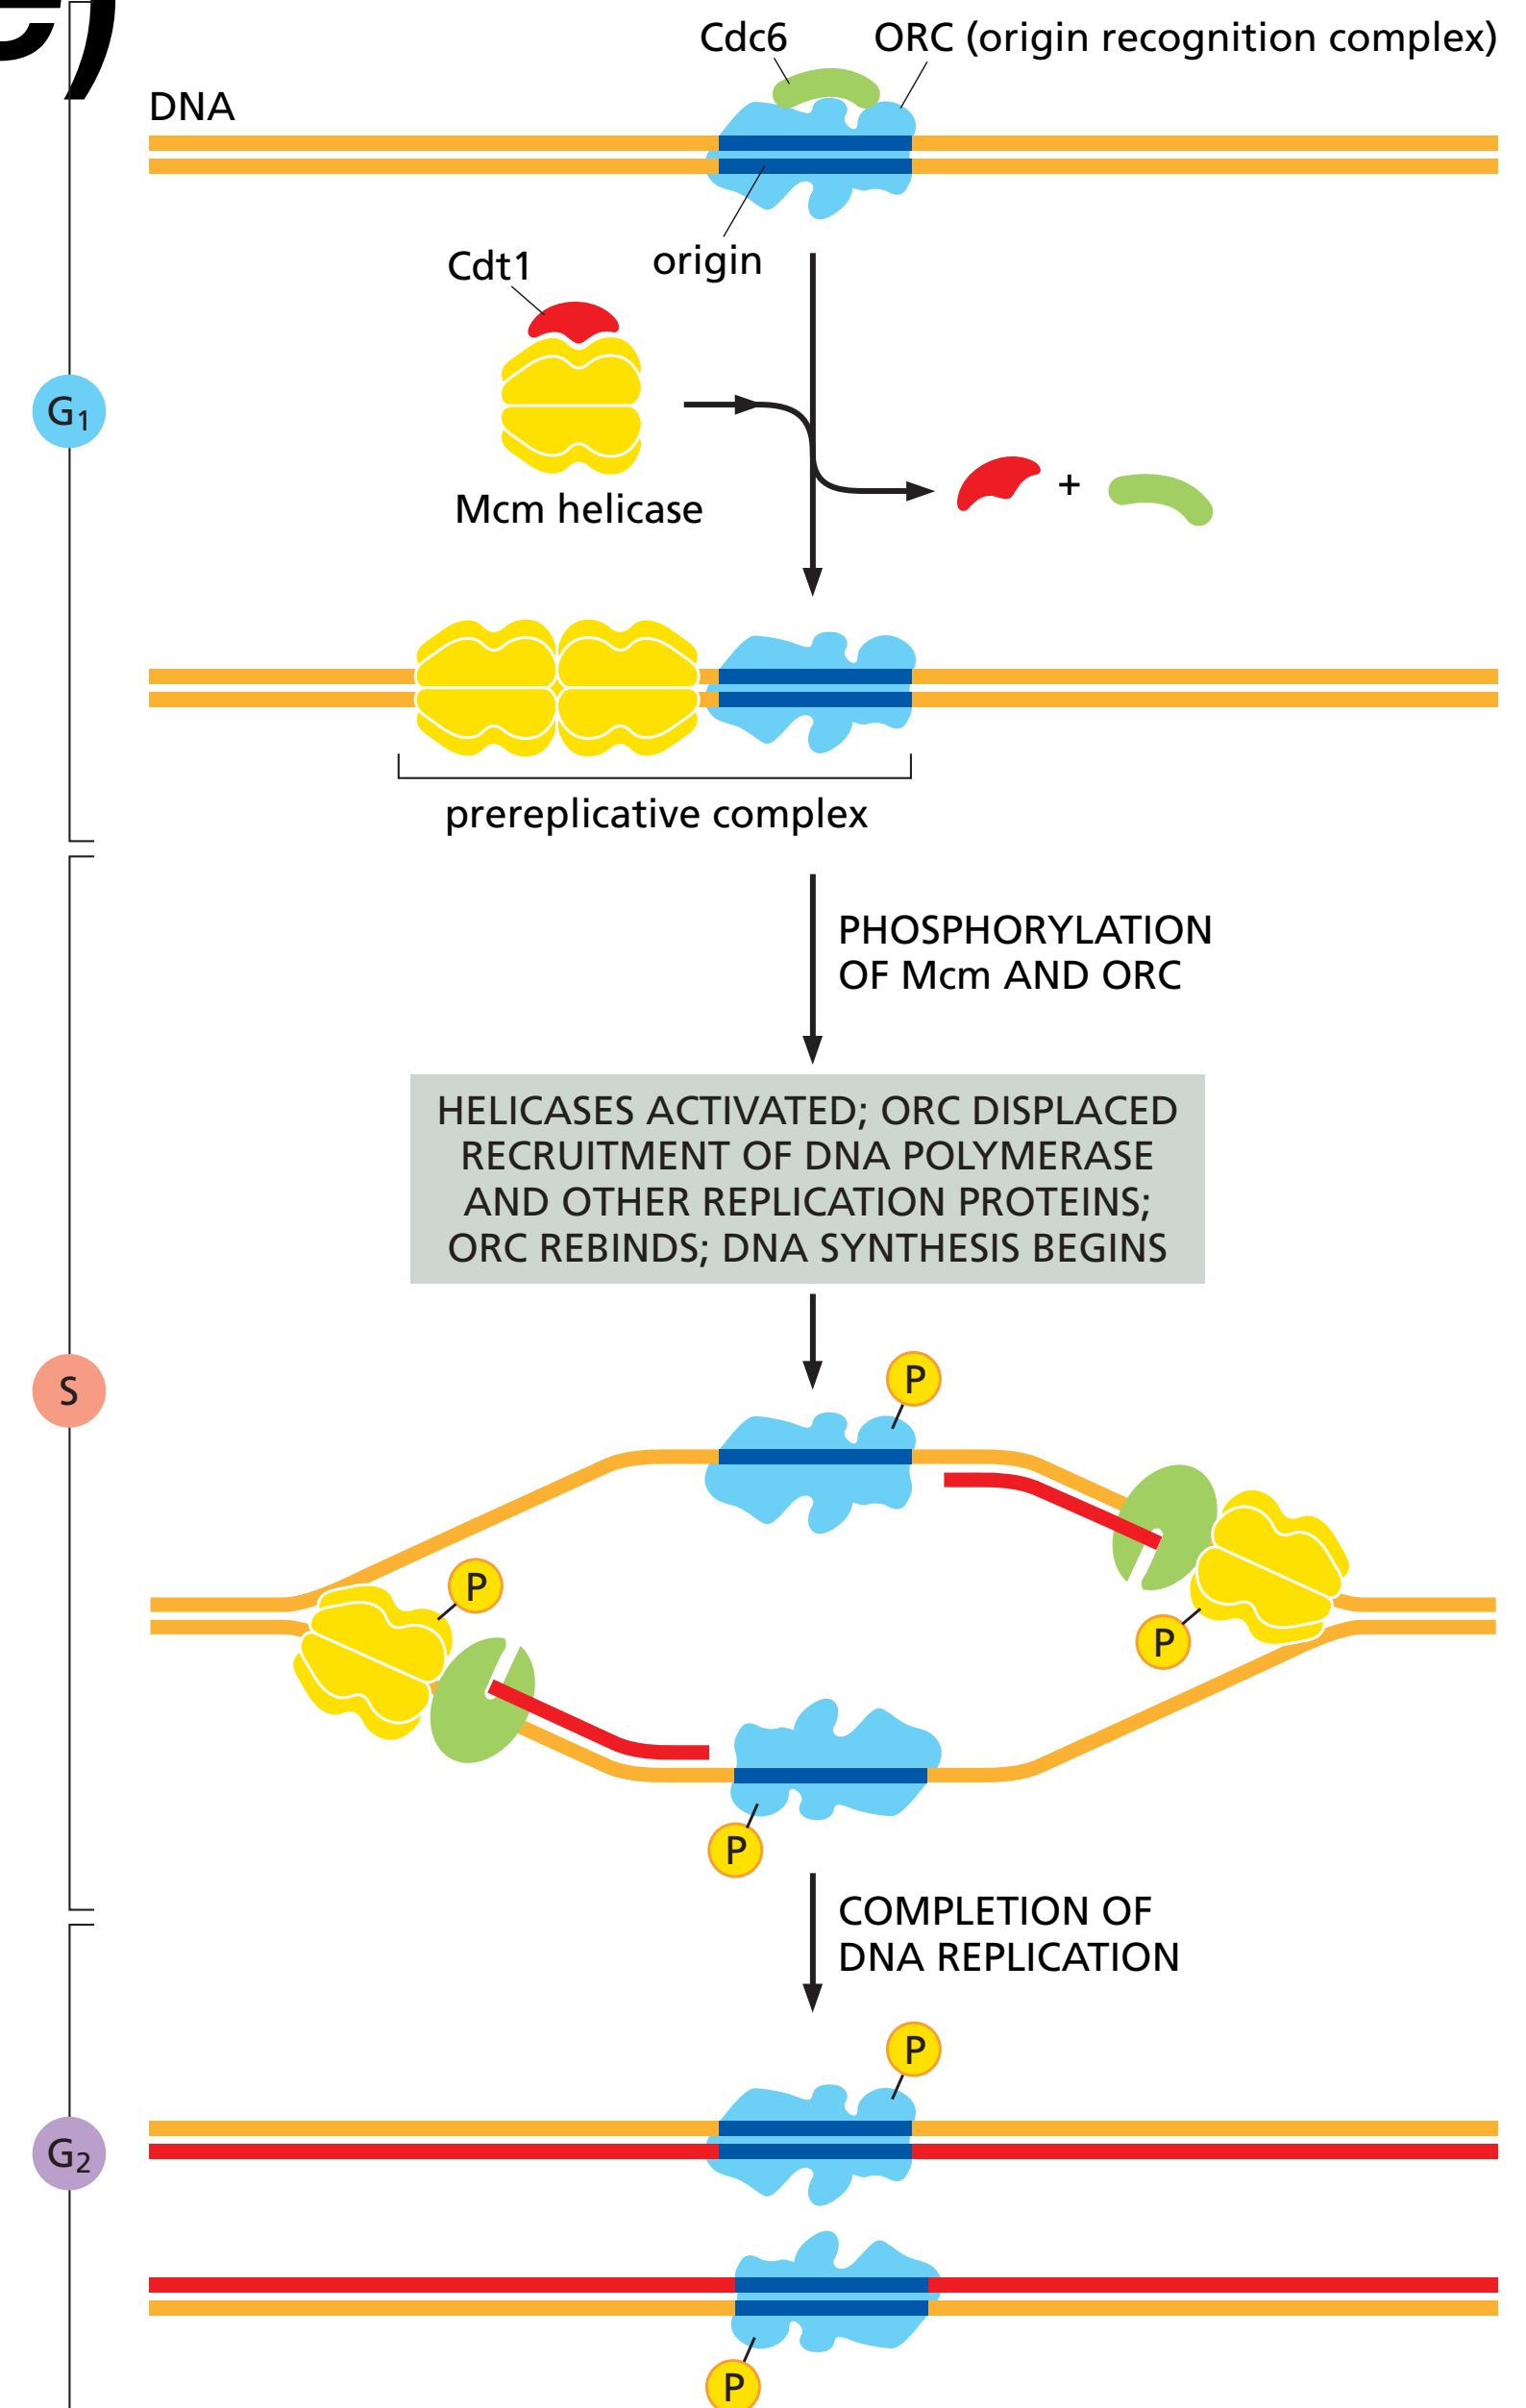 e)
Cdc6
ORC (origin recognition complex)
DNA
origin
Cdt1
G1
Mcm helicase
+
prereplicative complex
PHOSPHORYLATION
OF Mcm AND ORC
HELICASES ACTIVATED; ORC DISPLACED
RECRUITMENT OF DNA POLYMERASE
AND OTHER REPLICATION PROTEINS;
ORC REBINDS; DNA SYNTHESIS BEGINS
S
P
P
P
P
COMPLETION OF
DNA REPLICATION
P
G2
P